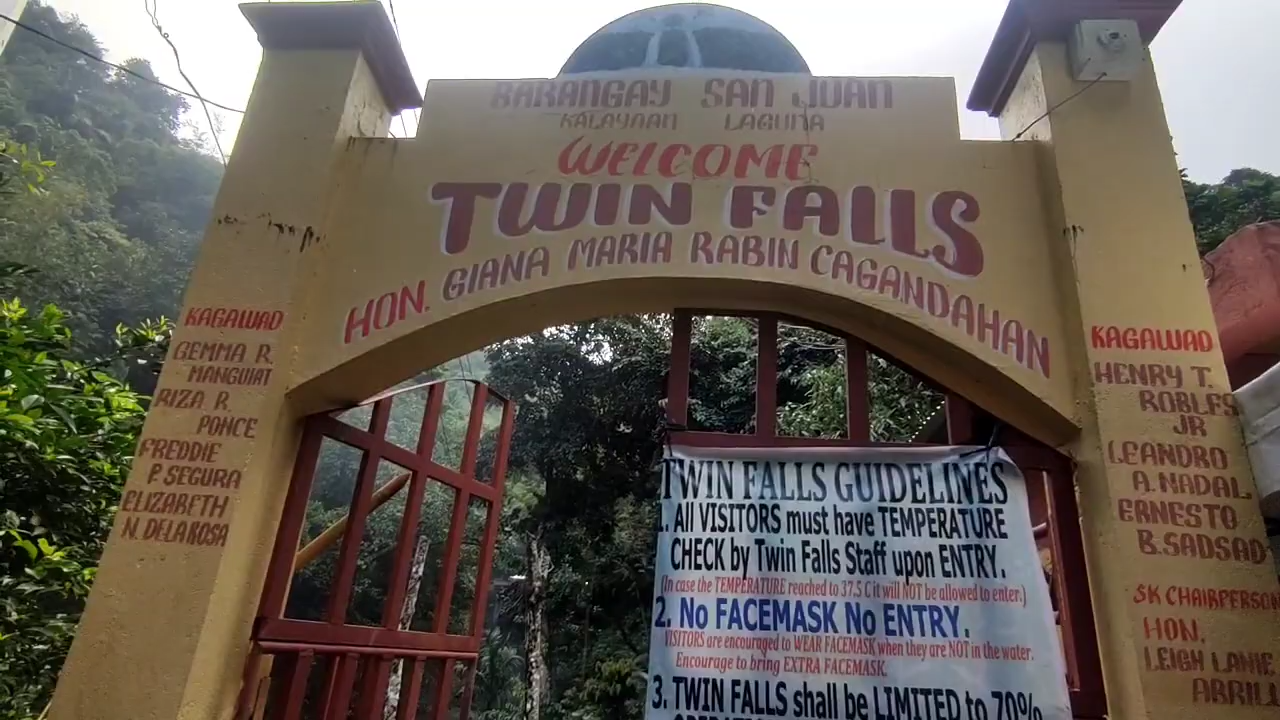 BARANGAY SAN JUAN
KALAYAAN LAGUNA
WELCOME
TWIN FALLS
HON. GIANA MARIA RABIN CAGANDAHAN
KAGAWAD
GEMMA R.
MANGUIAT
RIZA R.
PONCE
FREDDIE
P. SEGURA
ELIZABETH
N. DELA ROSA
KAGAWAD
HENRY T.
ROBLES
JR
LEANDRO
A. NADAL
ERNESTO
B. SADSAD
SK CHAIRPERSON
HON.
LEIGH LANIE
TWIN FALLS GUIDELINES
1. All VISITORS must have TEMPERATURE
CHECK by Twin Falls Staff upon ENTRY.
(In case the TEMPERATURE reached to 37.5 C it will NOT be allowed to enter.)
2. No FACEMASK No ENTRY.
VISITORS are encouraged to WEAR FACEMASK when they are NOT in the water.
Encourage to bring EXTRA FACEMASK.
3. TWIN FALLS shall be LIMITED to 70%